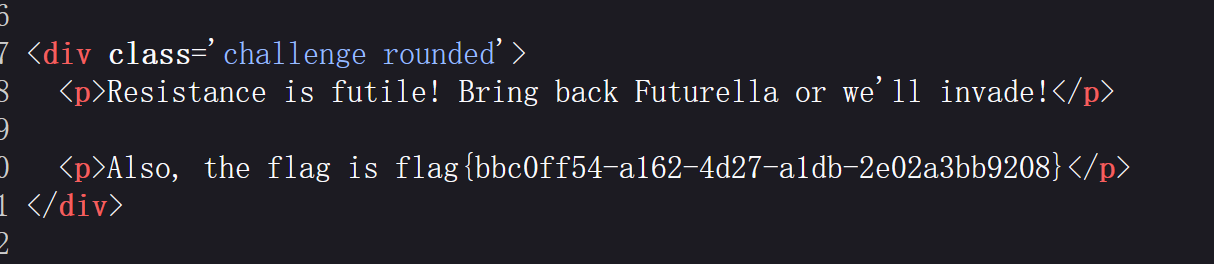 6
7 <div class='challenge rounded'>
8 <p>Resistance is futile! Bring back Futurella or we'll invade!</p>
9
0 <p>Also, the flag is flag{bbc0ff54-a162-4d27-a1db-2e02a3bb9208}</p>
1 </div>
2